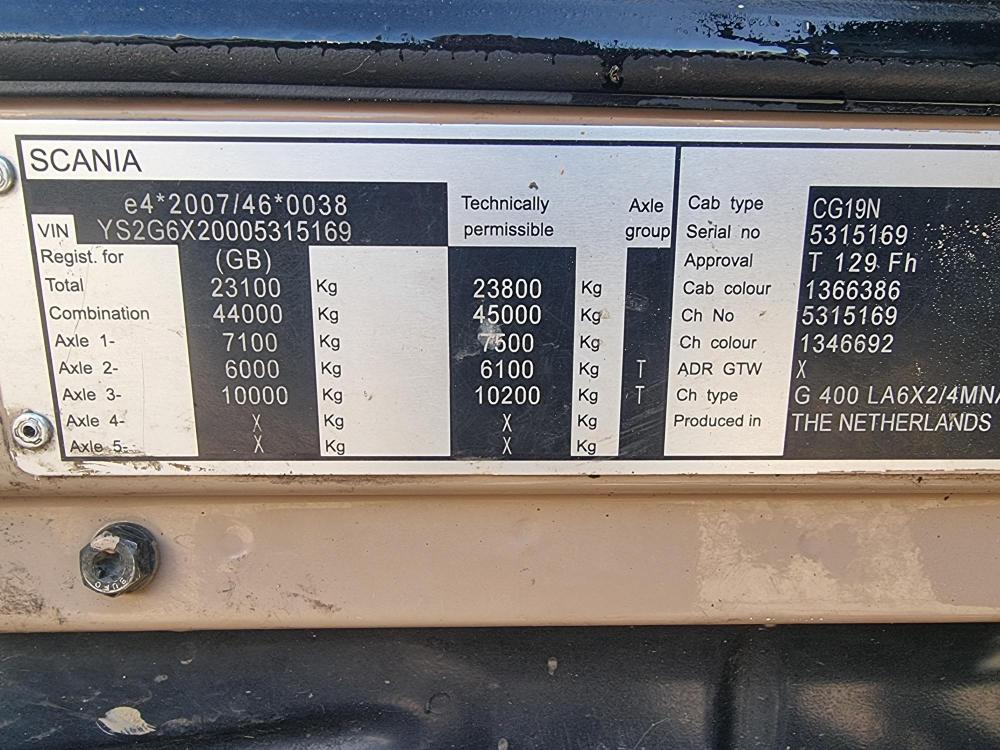 SCANIA
e4*2007/46*0038
VIN YS2G6X20005315169
Technically permissible
Axle group
Regist. for (GB)
Total 23100 Kg 23800 Kg
Combination 44000 Kg 45000 Kg
Axle 1- 7100 Kg 7500 Kg
Axle 2- 6000 Kg 6100 Kg T
Axle 3- 10000 Kg 10200 Kg T
Axle 4- X Kg X Kg
Axle 5- X Kg X Kg
Cab type CG19N
Serial no 5315169
Approval T 129 Fh
Cab colour 1366386
Ch No 5315169
Ch colour 1346692
ADR GTW X
Ch type G 400 LA6X2/4MNA
Produced in THE NETHERLANDS
BUFO